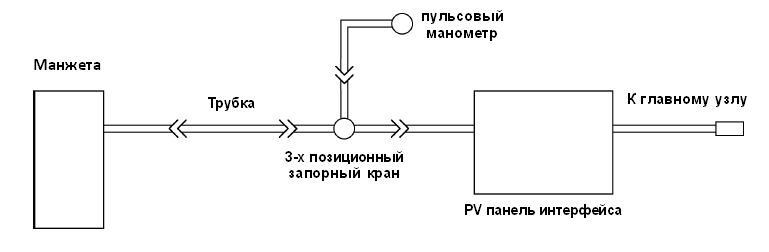 пульсовый
манометр
Манжета
Трубка
К главному узлу
3-х позиционный
запорный кран
PV панель интерфейса